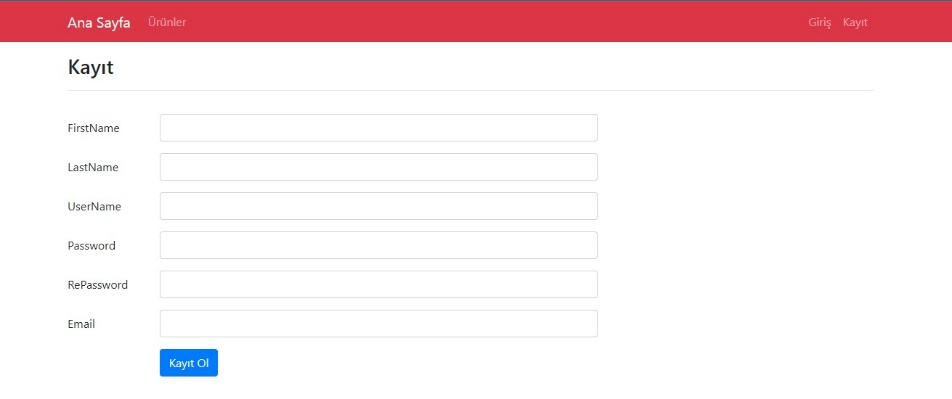 Ana Sayfa Ürünler Giriş Kayıt
Kayıt
FirstName
LastName
UserName
Password
RePassword
Email
Kayıt Ol